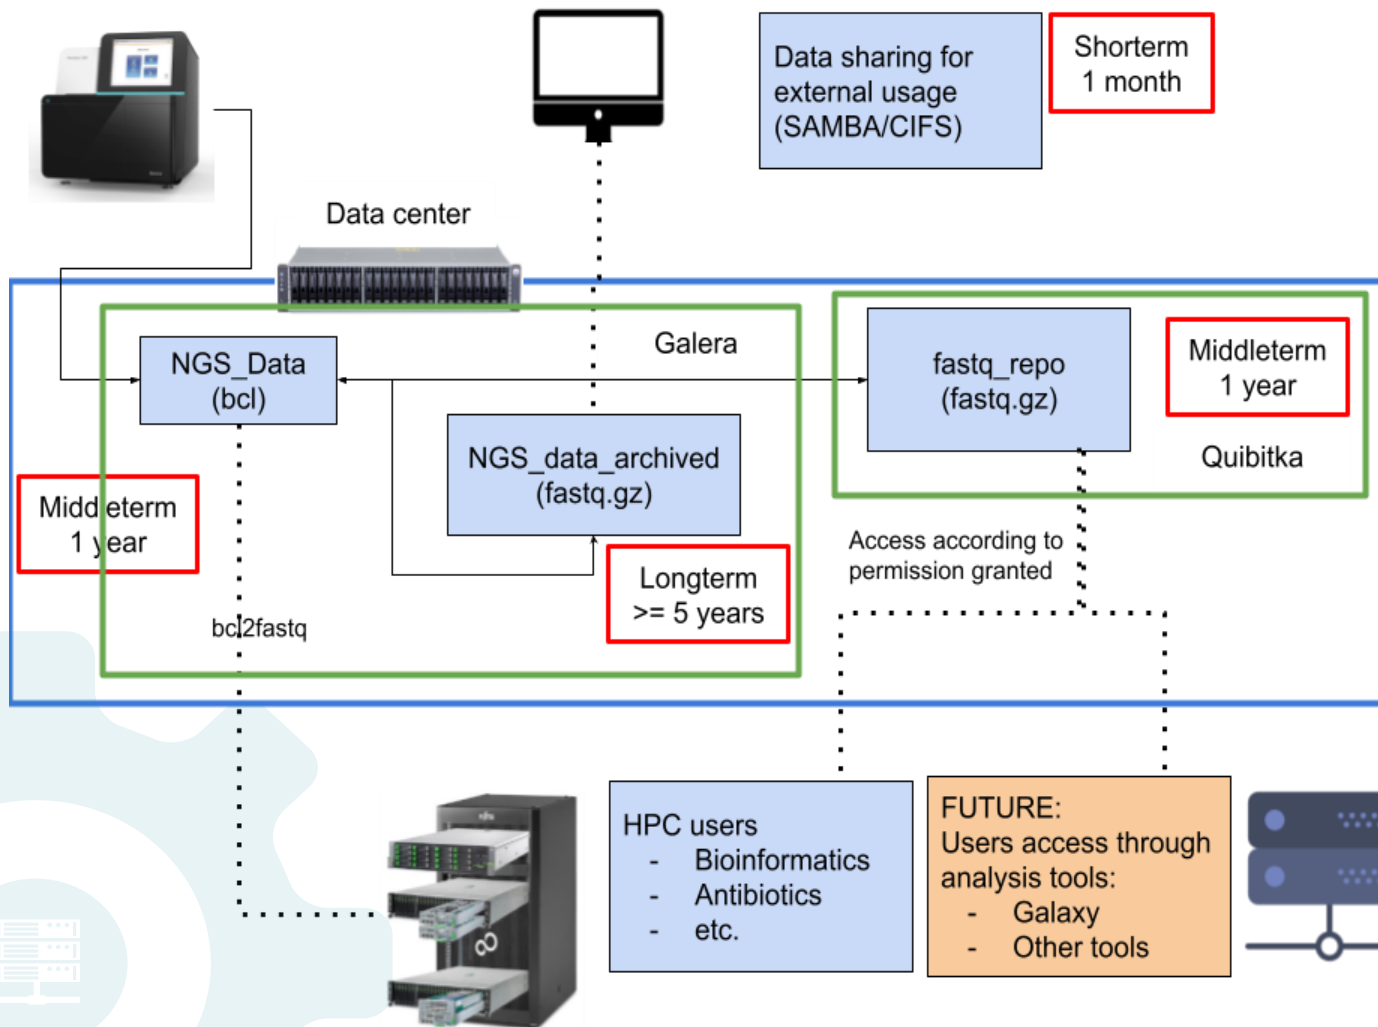 Data sharing for
external usage
(SAMBA/CIFS)
Shorterm
1 month
Data center
NGS_Data
(bcl)
Galera
fastq_repo
(fastq.gz)
Middleterm
1 year
Quibitka
NGS_data_archived
(fastq.gz)
Middleterm
1 year
Longterm
>= 5 years
Access according to
permission granted
bcl2fastq
HPC users
- Bioinformatics
- Antibiotics
- etc.
FUTURE:
Users access through
analysis tools:
- Galaxy
- Other tools